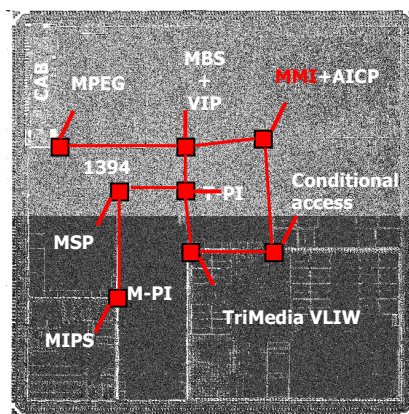 CAB
MPEG
MBS
+
VIP
MMI+AICP
1394
-PI
Conditional
access
MSP
M-PI
TriMedia VLIW
MIPS